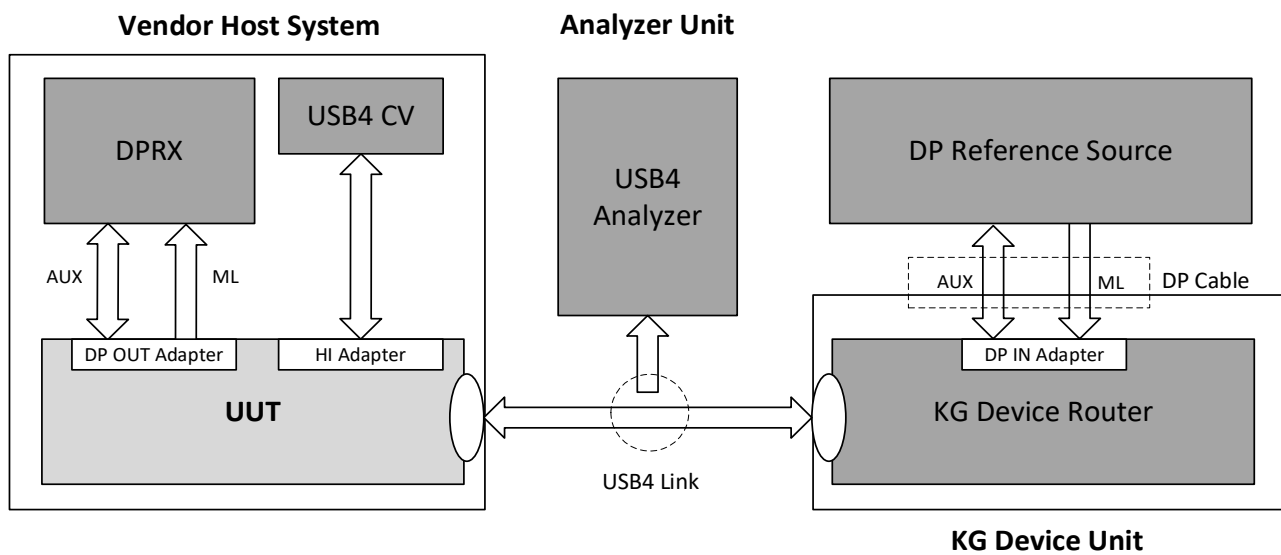 Vendor Host System
Analyzer Unit
DPRX
USB4 CV
USB4
Analyzer
DP Reference Source
AUX
ML
AUX
ML
DP Cable
DP OUT Adapter
HI Adapter
DP IN Adapter
UUT
KG Device Router
USB4 Link
KG Device Unit